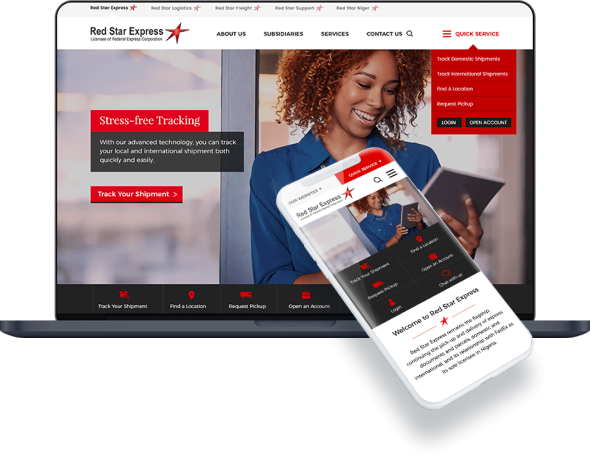 Red Star Express
Red Star Logistics
Red Star Freight
Red Star Support
Red Star Niger
Red Star Express
Licensee of Federal Express Corporation
ABOUT US
SUBSIDIARIES
SERVICES
CONTACT US
QUICK SERVICE
Track Domestic Shipments
Track International Shipments
Find A Location
Request Pickup
LOGIN
OPEN ACCOUNT
Stress-free Tracking
With our advanced technology, you can track
your local and international shipment both
quickly and easily.
Track Your Shipment >
Track Your Shipment
Find a Location
Request Pickup
Open an Account
OUR WEBSITES
QUICK SERVICE
Red Star Express
Track Your Shipment
Find a Location
Request Pickup
Open an Account
Login
Chat with us
Welcome to Red Star Express
Red Star Express remains the flagship,
continuing the pick-up and delivery of express
documents and parcels, domestic and
international, and its relationship with FedEx as
its sole licensee in Nigeria.